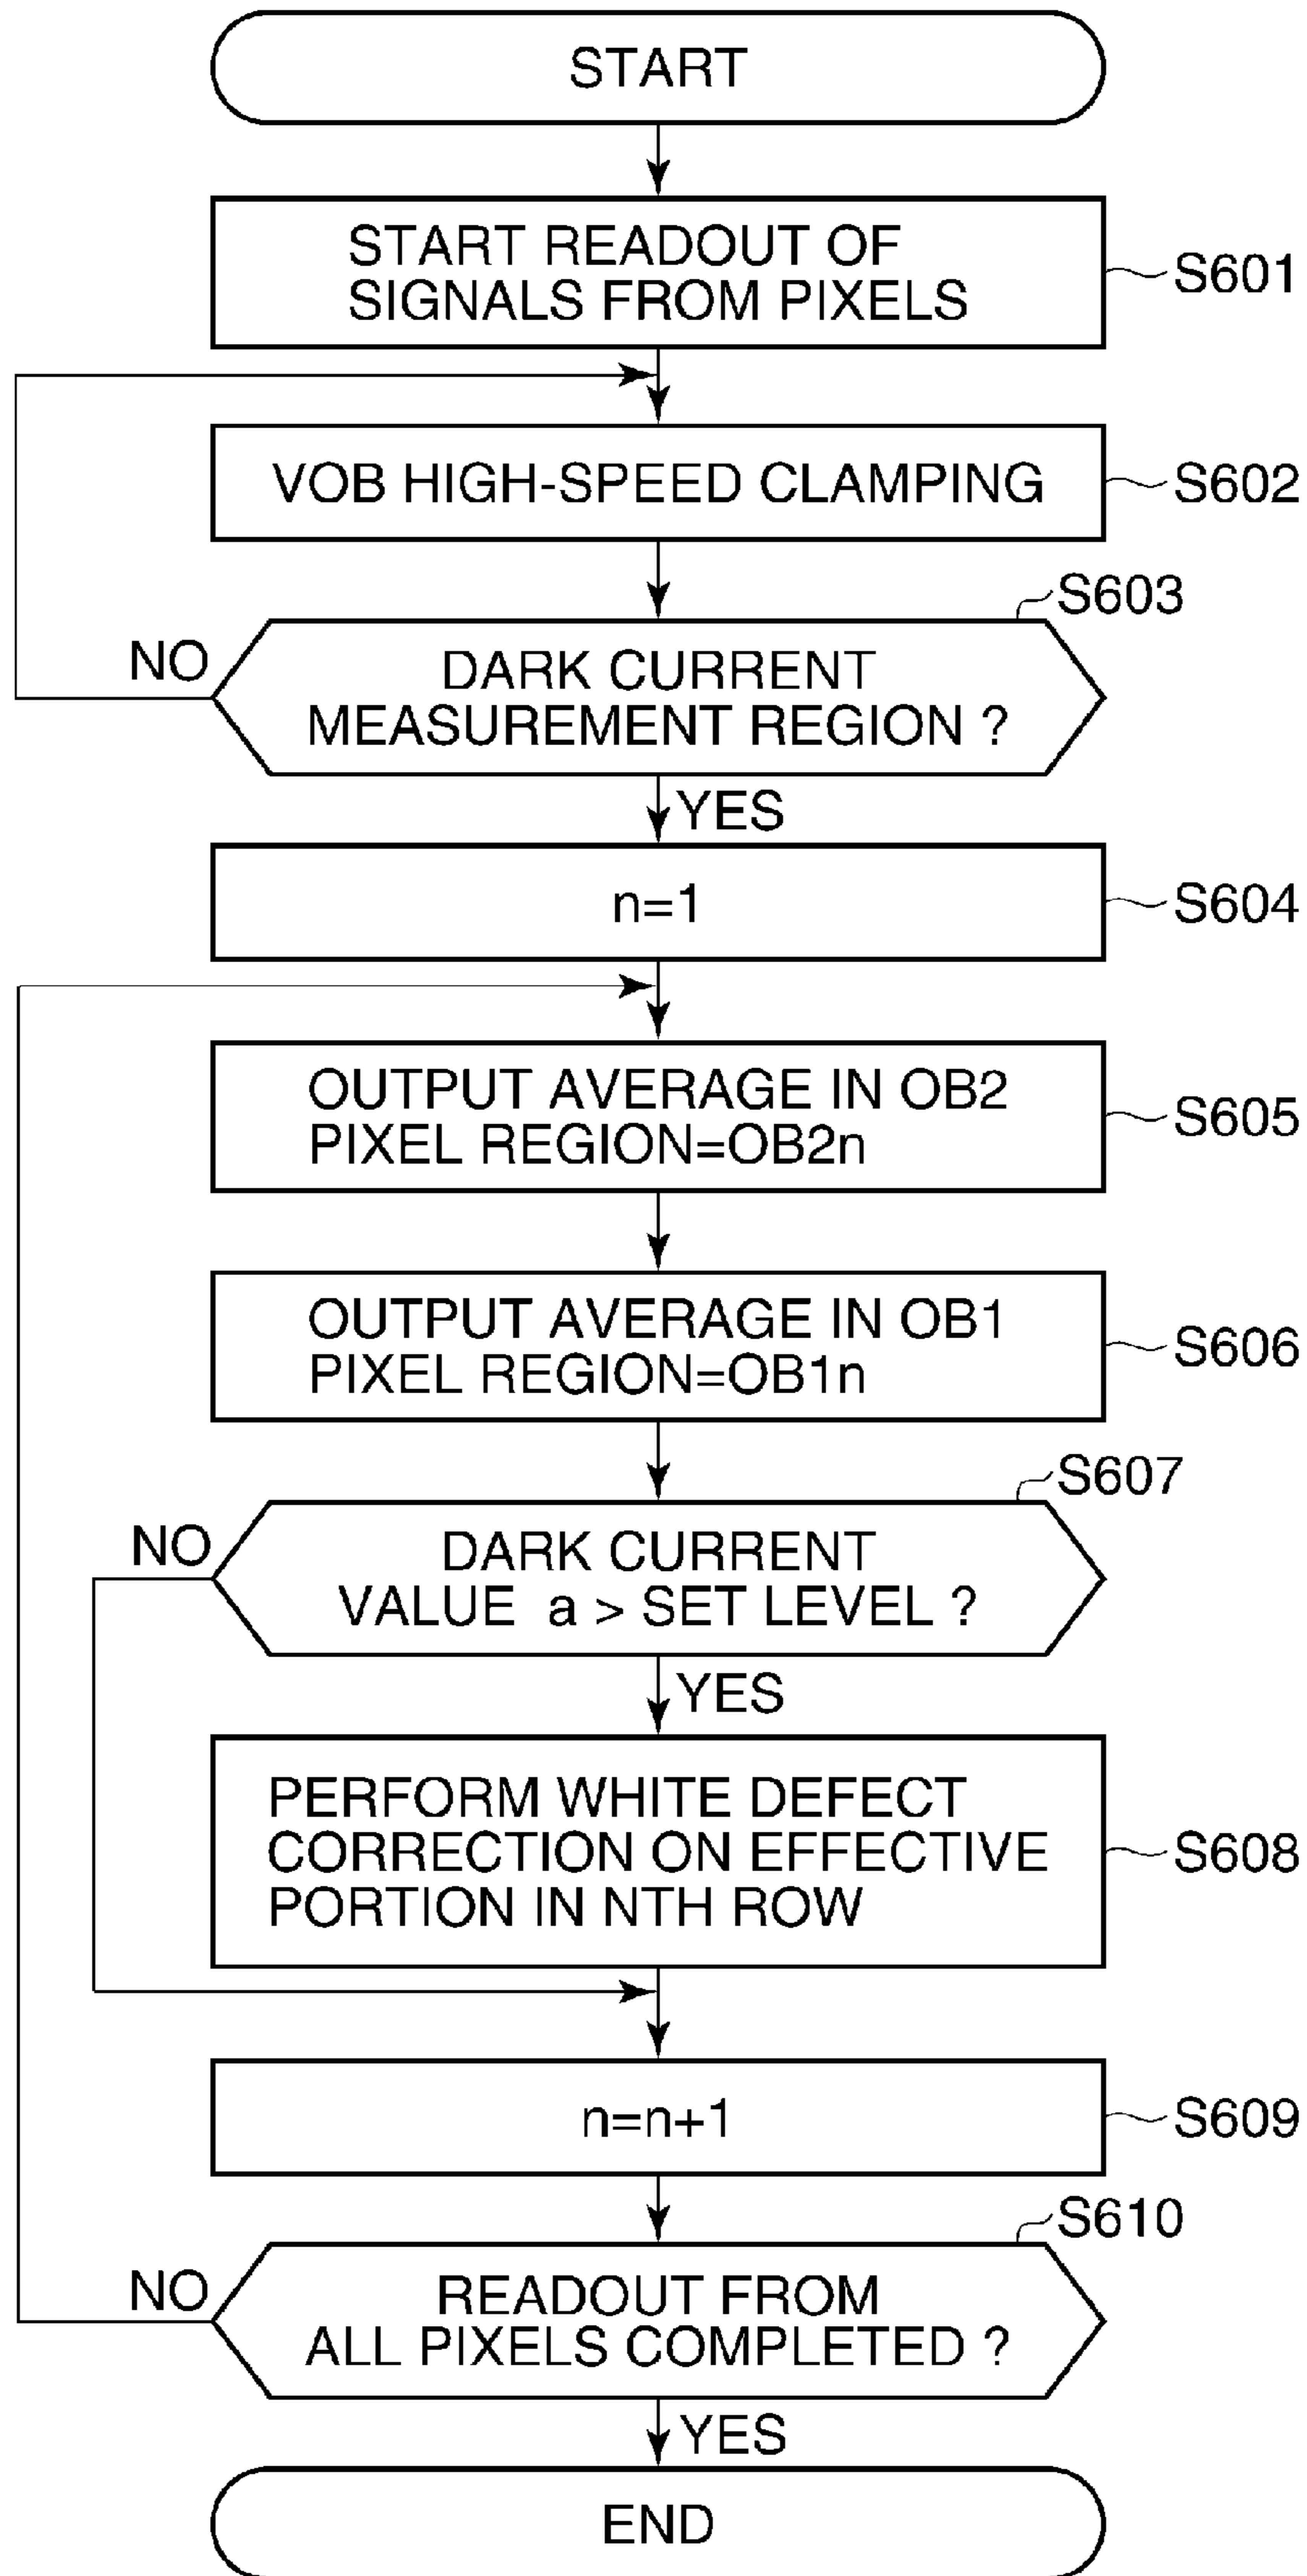 START
START READOUT OF
SIGNALS FROM PIXELS
S601
VOB HIGH-SPEED CLAMPING
S602
S603
NO
DARK CURRENT
MEASUREMENT REGION ?
YES
n=1
S604
OUTPUT AVERAGE IN OB2
PIXEL REGION=OB2n
S605
OUTPUT AVERAGE IN OB1
PIXEL REGION=OB1n
S606
S607
NO
DARK CURRENT
VALUE a > SET LEVEL ?
YES
PERFORM WHITE DEFECT
CORRECTION ON EFFECTIVE
PORTION IN NTH ROW
S608
n=n+1
S609
S610
NO
READOUT FROM
ALL PIXELS COMPLETED ?
YES
END